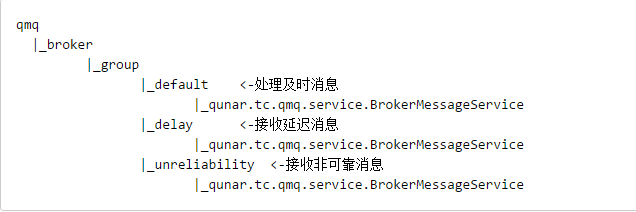 qmq
|_broker
|_group
|_default <-处理及时消息
|_qunar.tc.qmq.service.BrokerMessageService
|_delay <-接收延迟消息
|_qunar.tc.qmq.service.BrokerMessageService
|_unreliability <-接收非可靠消息
|_qunar.tc.qmq.service.BrokerMessageService